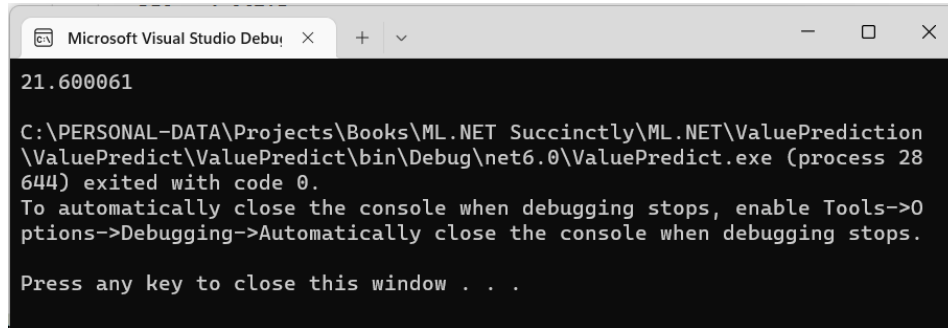 Microsoft Visual Studio Debu
21.600061
C:\PERSONAL-DATA\Projects\Books\ML.NET Succinctly\ML.NET\ValuePrediction
\ValuePredict\ValuePredict\bin\Debug\net6.0\ValuePredict.exe (process 28
644) exited with code 0.
To automatically close the console when debugging stops, enable Tools->O
ptions->Debugging->Automatically close the console when debugging stops.
Press any key to close this window . . .